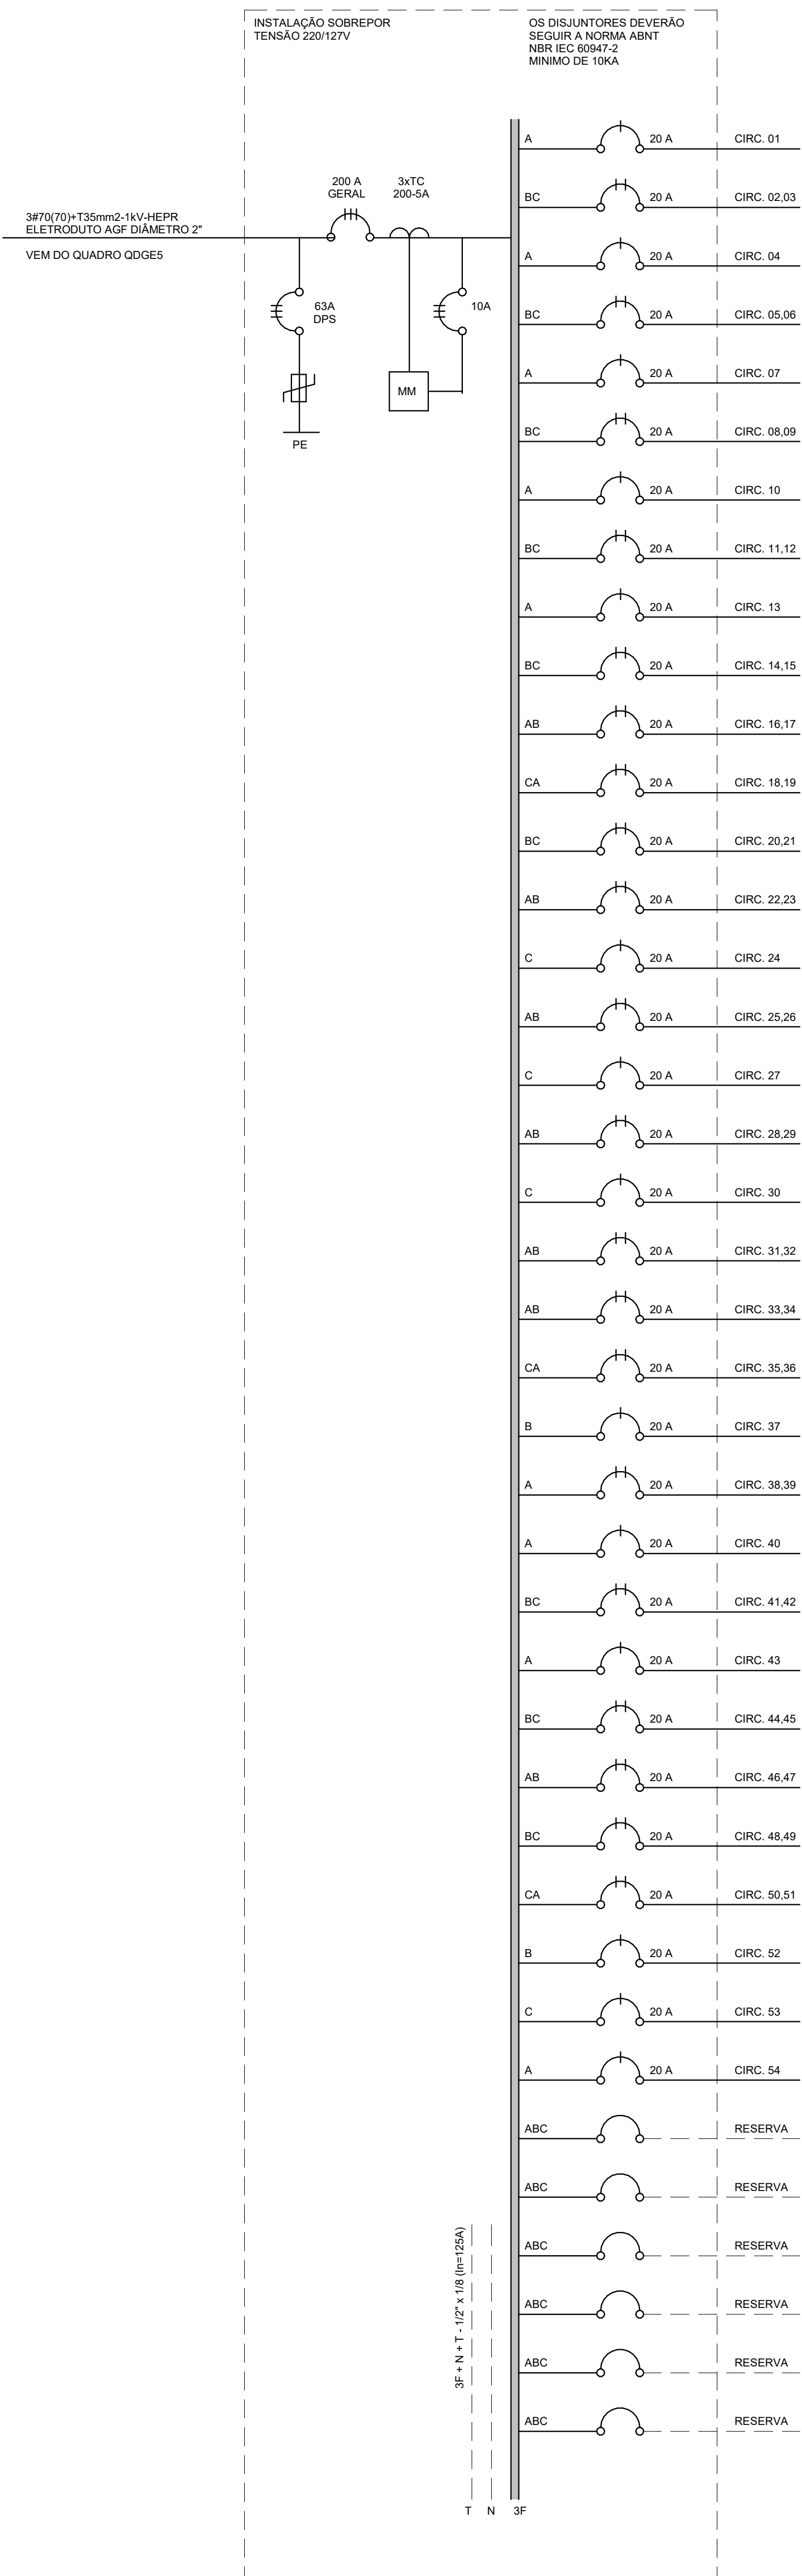 INSTALAÇÃO SOBREPOR
TENSÃO 220/127V
OS DISJUNTORES DEVERÃO
SEGUIR A NORMA ABNT
NBR IEC 60947-2
MINIMO DE 10KA
3#70(70)+T35mm2-1kV-HEPR
ELETRODUTO AGF DIÂMETRO 2"
VEM DO QUADRO QDGE5
200 A
GERAL
3xTC
200-5A
63A
DPS
10A
MM
PE
A 20 A CIRC. 01
BC 20 A CIRC. 02,03
A 20 A CIRC. 04
BC 20 A CIRC. 05,06
A 20 A CIRC. 07
BC 20 A CIRC. 08,09
A 20 A CIRC. 10
BC 20 A CIRC. 11,12
A 20 A CIRC. 13
BC 20 A CIRC. 14,15
AB 20 A CIRC. 16,17
CA 20 A CIRC. 18,19
BC 20 A CIRC. 20,21
AB 20 A CIRC. 22,23
C 20 A CIRC. 24
AB 20 A CIRC. 25,26
C 20 A CIRC. 27
AB 20 A CIRC. 28,29
C 20 A CIRC. 30
AB 20 A CIRC. 31,32
AB 20 A CIRC. 33,34
CA 20 A CIRC. 35,36
B 20 A CIRC. 37
A 20 A CIRC. 38,39
A 20 A CIRC. 40
BC 20 A CIRC. 41,42
A 20 A CIRC. 43
BC 20 A CIRC. 44,45
AB 20 A CIRC. 46,47
BC 20 A CIRC. 48,49
CA 20 A CIRC. 50,51
B 20 A CIRC. 52
C 20 A CIRC. 53
A 20 A CIRC. 54
ABC RESERVA
ABC RESERVA
ABC RESERVA
ABC RESERVA
ABC RESERVA
ABC RESERVA
3F + N + T - 1/2" x 1/8 (In=125A)
T N 3F